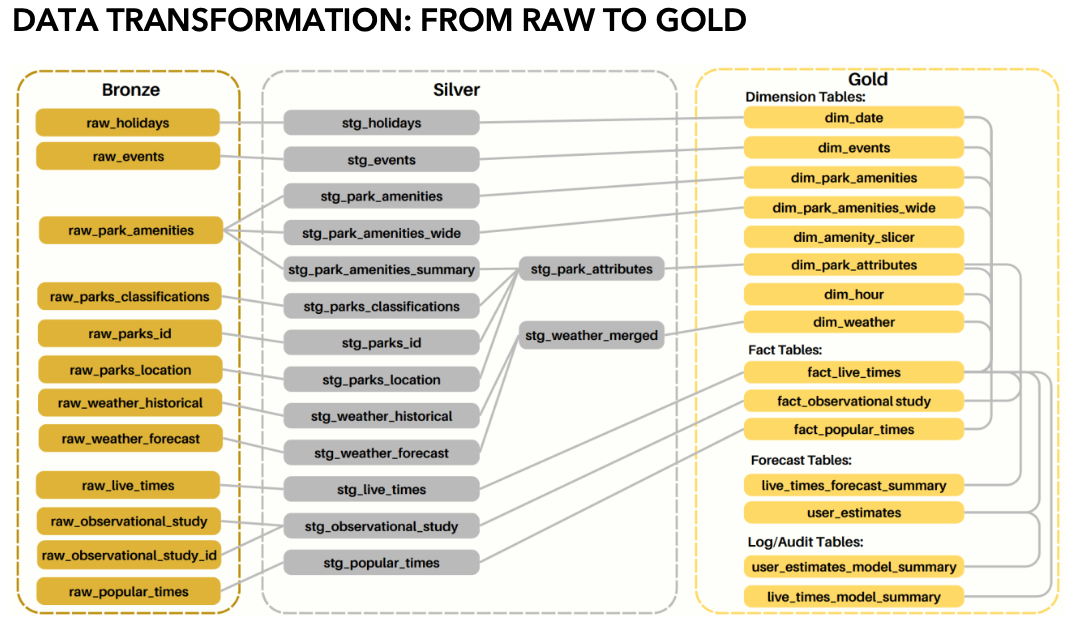 DATA TRANSFORMATION: FROM RAW TO GOLD
Bronze
raw_holidays
raw_events
raw_park_amenities
raw_parks_classifications
raw_parks_id
raw_parks_location
raw_weather_historical
raw_weather_forecast
raw_live_times
raw_observational_study
raw_observational_study_id
raw_popular_times
Silver
stg_holidays
stg_events
stg_park_amenities
stg_park_amenities_wide
stg_park_amenities_summary
stg_parks_classifications
stg_parks_id
stg_parks_location
stg_weather_historical
stg_weather_forecast
stg_live_times
stg_observational_study
stg_popular_times
stg_park_attributes
stg_weather_merged
Gold
Dimension Tables:
dim_date
dim_events
dim_park_amenities
dim_park_amenities_wide
dim_amenity_slicer
dim_park_attributes
dim_hour
dim_weather
Fact Tables:
fact_live_times
fact_observational study
fact_popular_times
Forecast Tables:
live_times_forecast_summary
user_estimates
Log/Audit Tables:
user_estimates_model_summary
live_times_model_summary